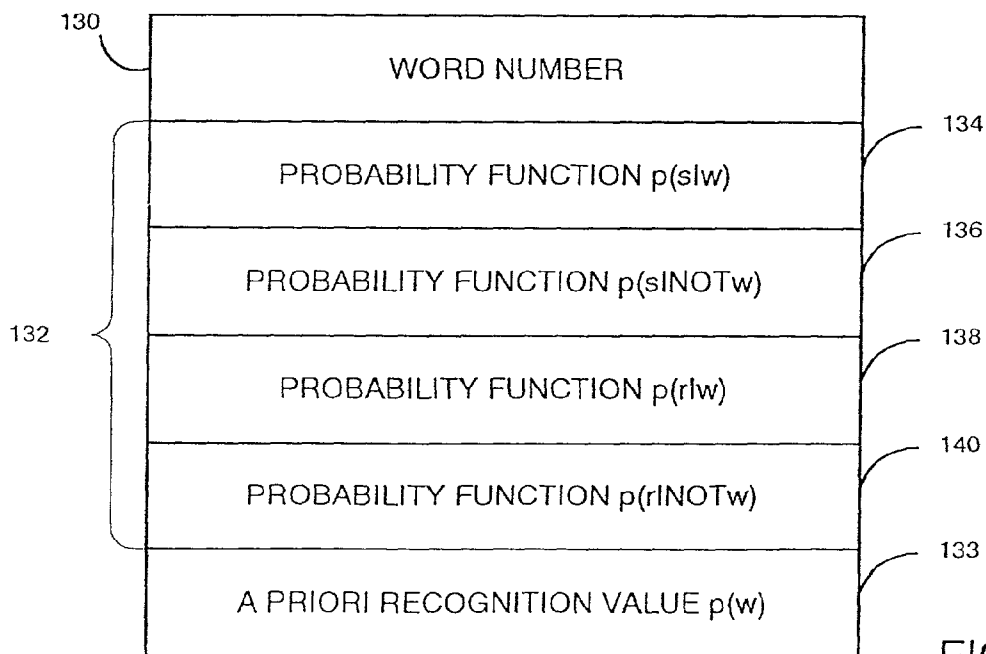 130
WORD NUMBER
134
PROBABILITY FUNCTION p(s|w)
136
PROBABILITY FUNCTION p(s|NOTw)
132
138
PROBABILITY FUNCTION p(r|w)
140
PROBABILITY FUNCTION p(r|NOTw)
133
A PRIORI RECOGNITION VALUE p(w)